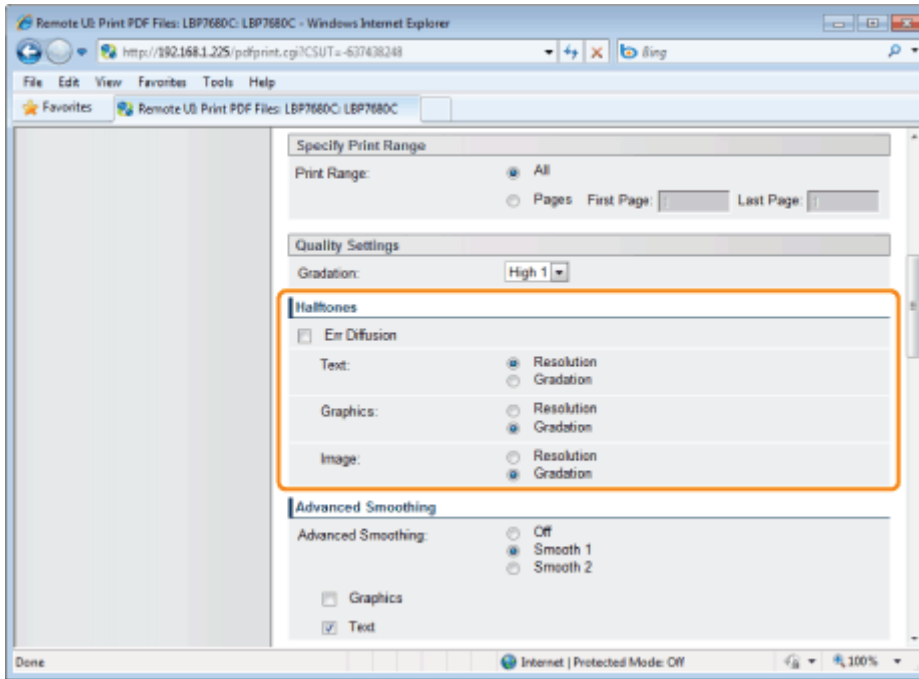 Remote UI: Print PDF Files: LBP7680C: LBP7680C - Windows Internet Explorer
http://192.168.1.225/pdfprint.cgi?CSUT=-637438248
Bing
File Edit View Favorites Tools Help
Favorites Remote UI: Print PDF Files: LBP7680C: LBP7680C
Specify Print Range
Print Range: All
Pages First Page: Last Page:
Quality Settings
Gradation: High 1
Halftones
Err Diffusion
Text: Resolution
Gradation
Graphics: Resolution
Gradation
Image: Resolution
Gradation
Advanced Smoothing
Advanced Smoothing: Off
Smooth 1
Smooth 2
Graphics
Text
Done Internet | Protected Mode: Off 100%